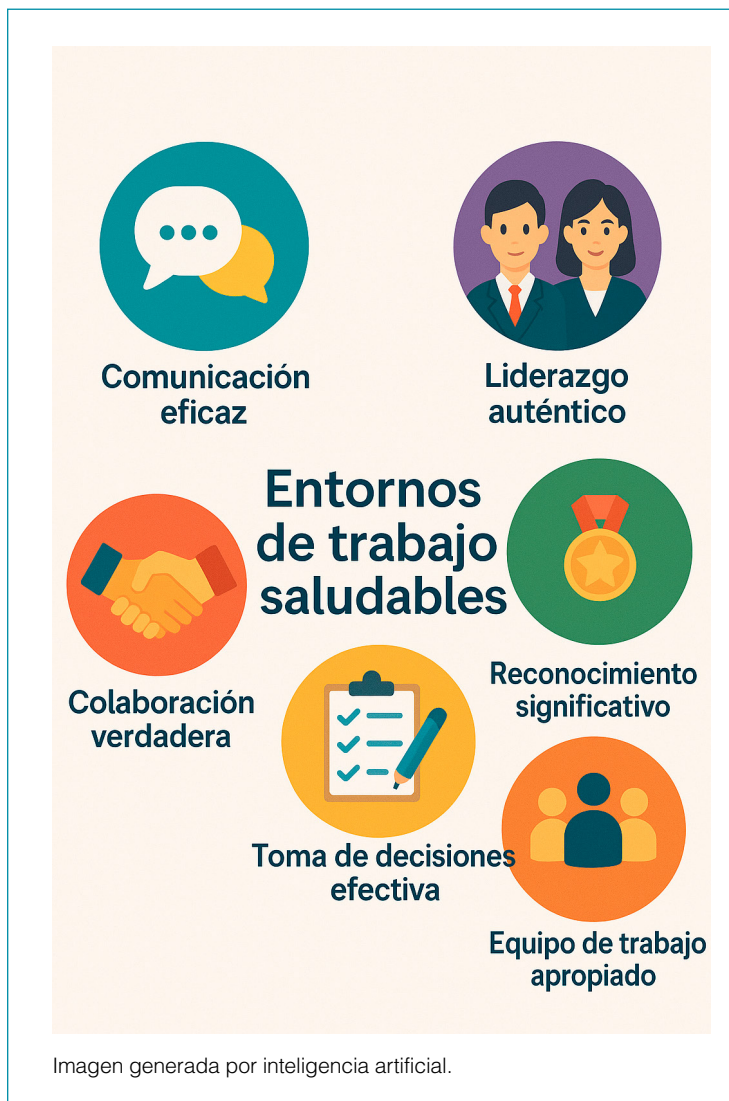 Comunicación
eficaz
Liderazgo
auténtico
Entornos
de trabajo
saludables
Colaboración
verdadera
Reconocimiento
significativo
Toma de decisiones
efectiva
Equipo de trabajo
apropiado
Imagen generada por inteligencia artificial.